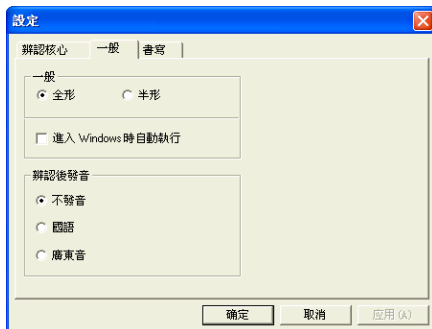 設定
辨認核心 一般 書寫
一般
全形 半形
進入 Windows 時自動執行
辨認後發音
不發音
國語
廣東音
确定 取消 应用(A)